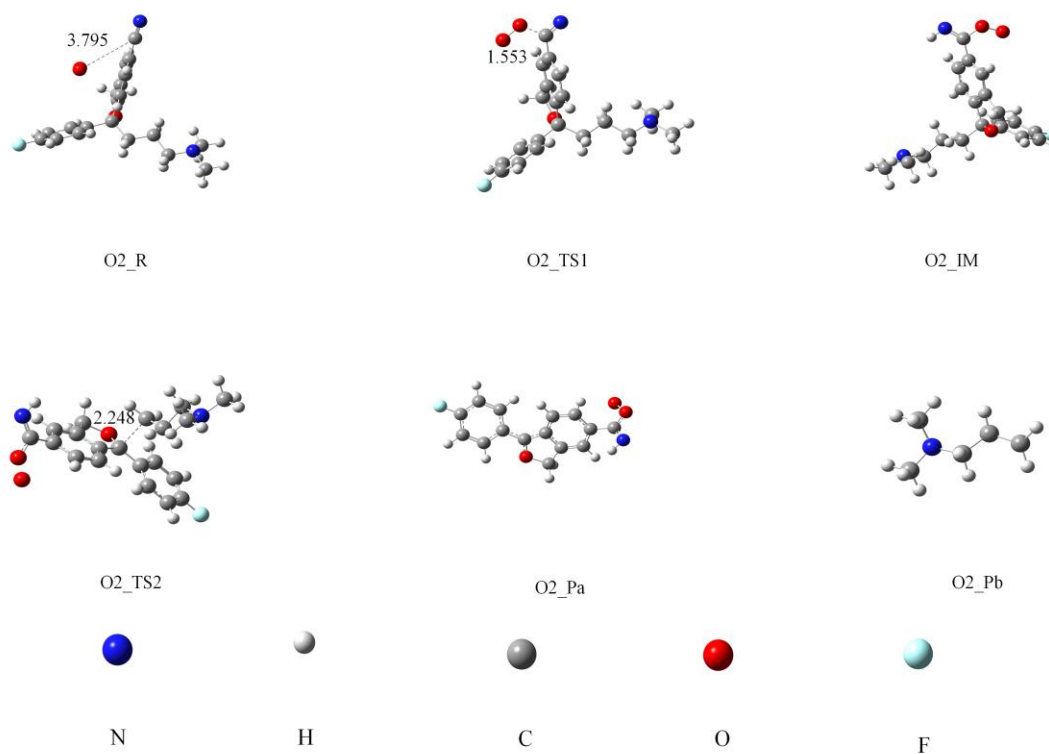 3.795
1.553
O2_R
O2_TS1
O2_IM
2.248
O2_TS2
O2_Pa
O2_Pb
N
H
C
O
F